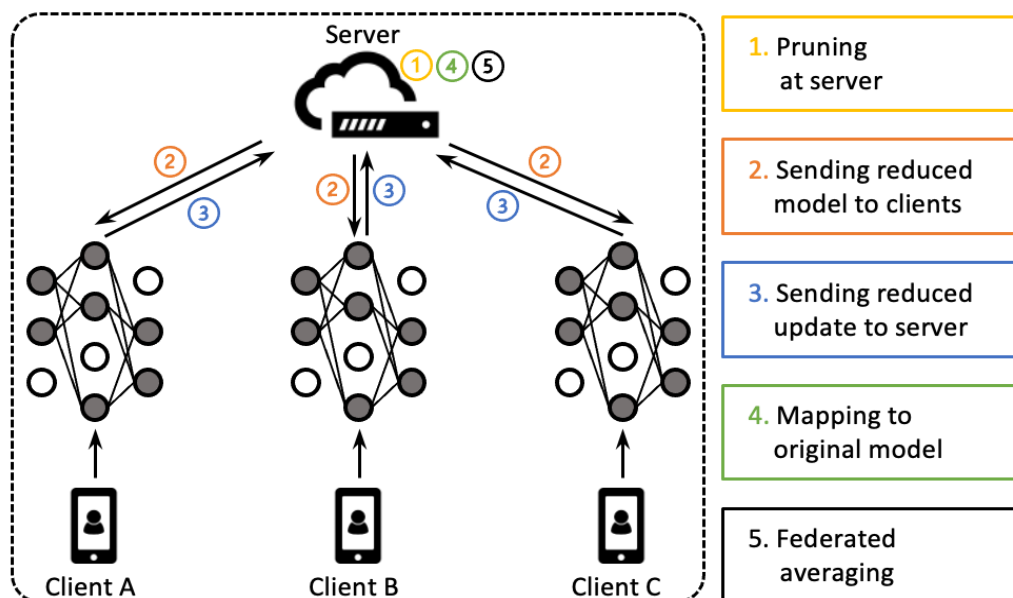 Server
1 4 5
2 2 2
3 3 3
Client A Client B Client C
1. Pruning
at server
2. Sending reduced
model to clients
3. Sending reduced
update to server
4. Mapping to
original model
5. Federated
averaging